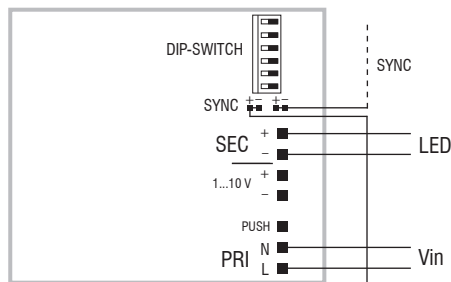 DIP-SWITCH
SYNC
SYNC + − + −
SEC + −
LED
1...10 V + −
PUSH
PRI N L
Vin